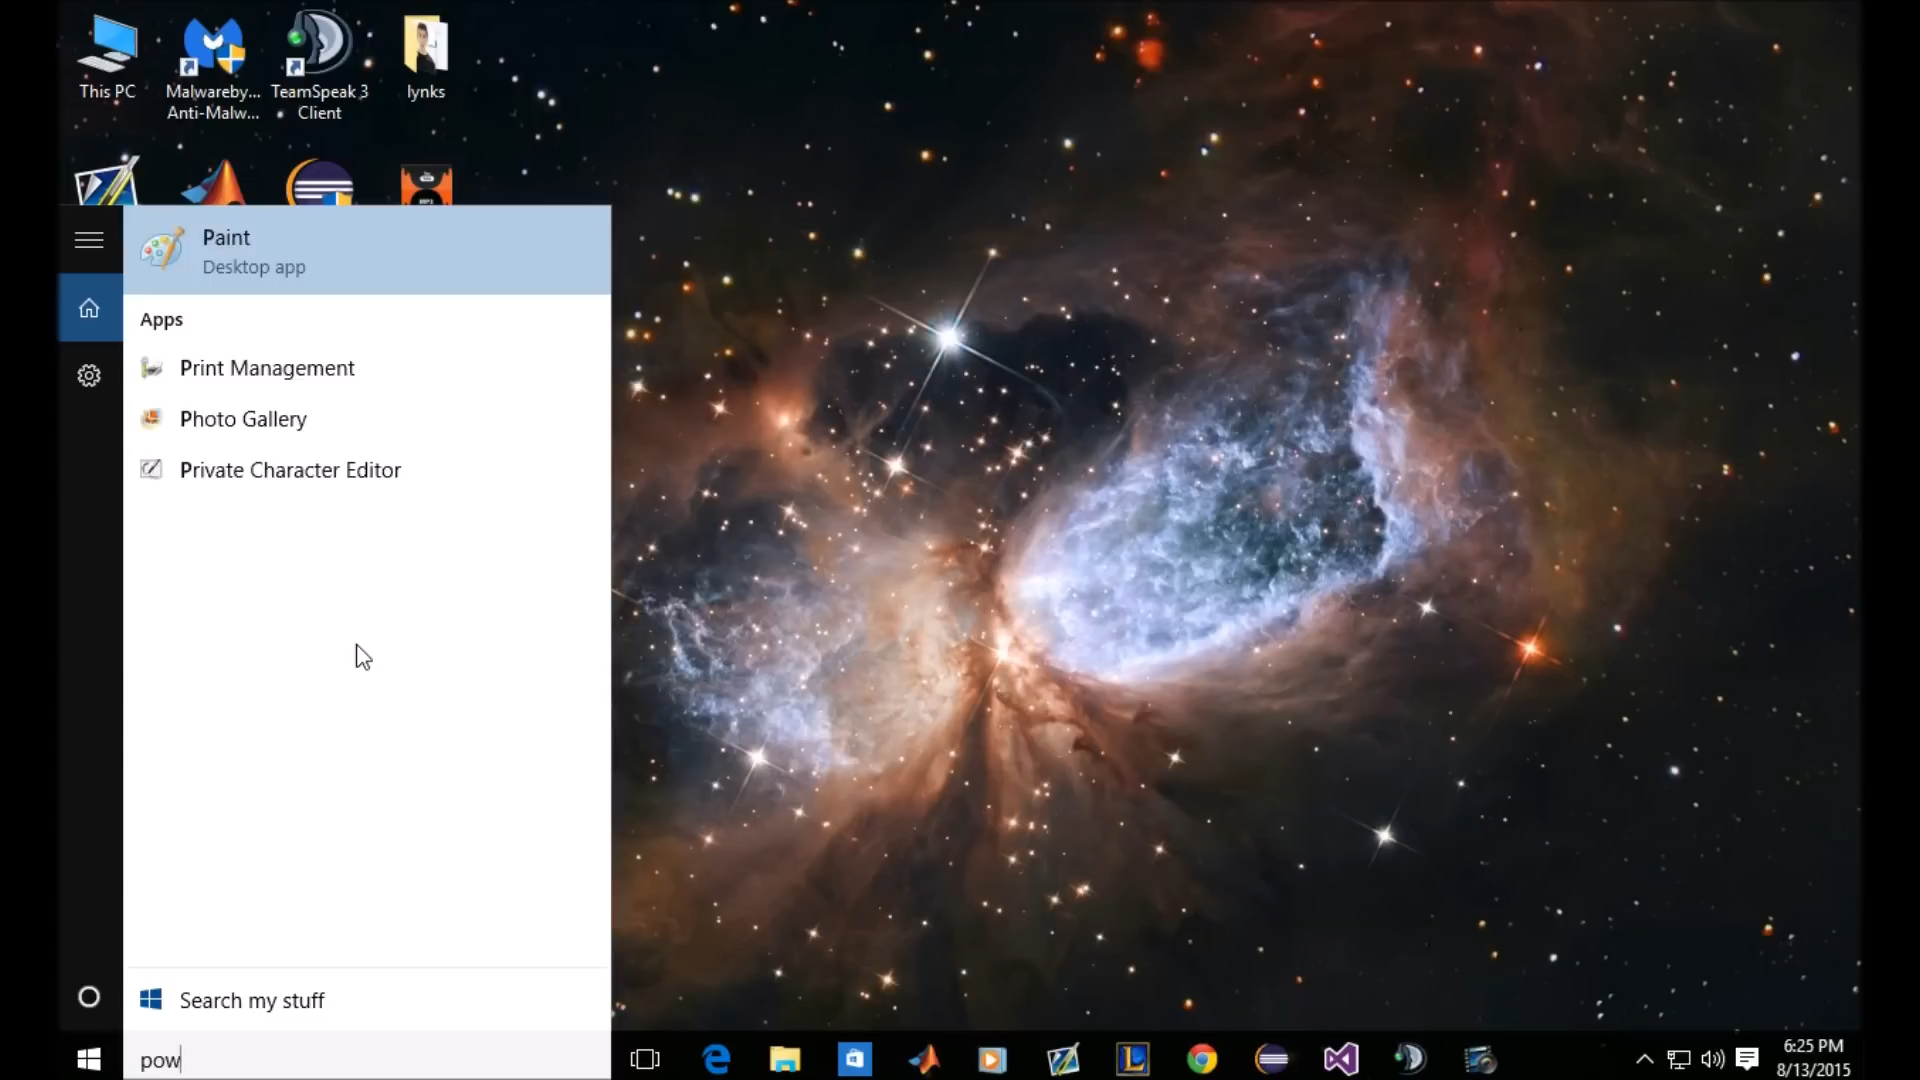 This PC
Malwareby...
Anti-Malw...
TeamSpeak 3
Client
lynks
Paint
Desktop app
Apps
Print Management
Photo Gallery
Private Character Editor
Search my stuff
pow
6:25 PM
8/13/2015